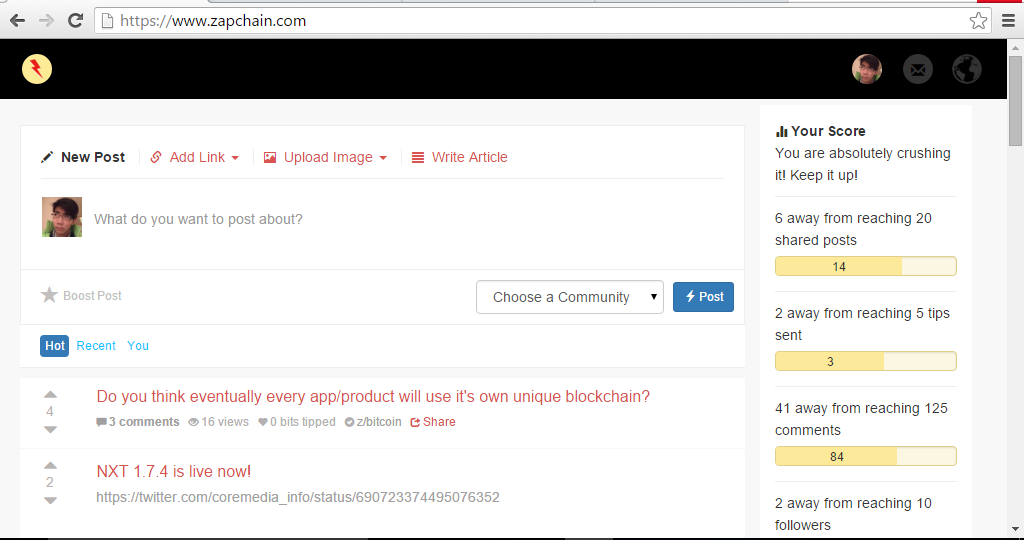 https://www.zapchain.com
New Post
Add Link
Upload Image
Write Article
What do you want to post about?
Boost Post
Choose a Community
Post
Hot
Recent
You
4
Do you think eventually every app/product will use it's own unique blockchain?
3 comments 16 views 0 bits tipped z/bitcoin Share
2
NXT 1.7.4 is live now!
https://twitter.com/coremedia_info/status/690723374495076352
Your Score
You are absolutely crushing
it! Keep it up!
6 away from reaching 20
shared posts
14
2 away from reaching 5 tips
sent
3
41 away from reaching 125
comments
84
2 away from reaching 10
followers